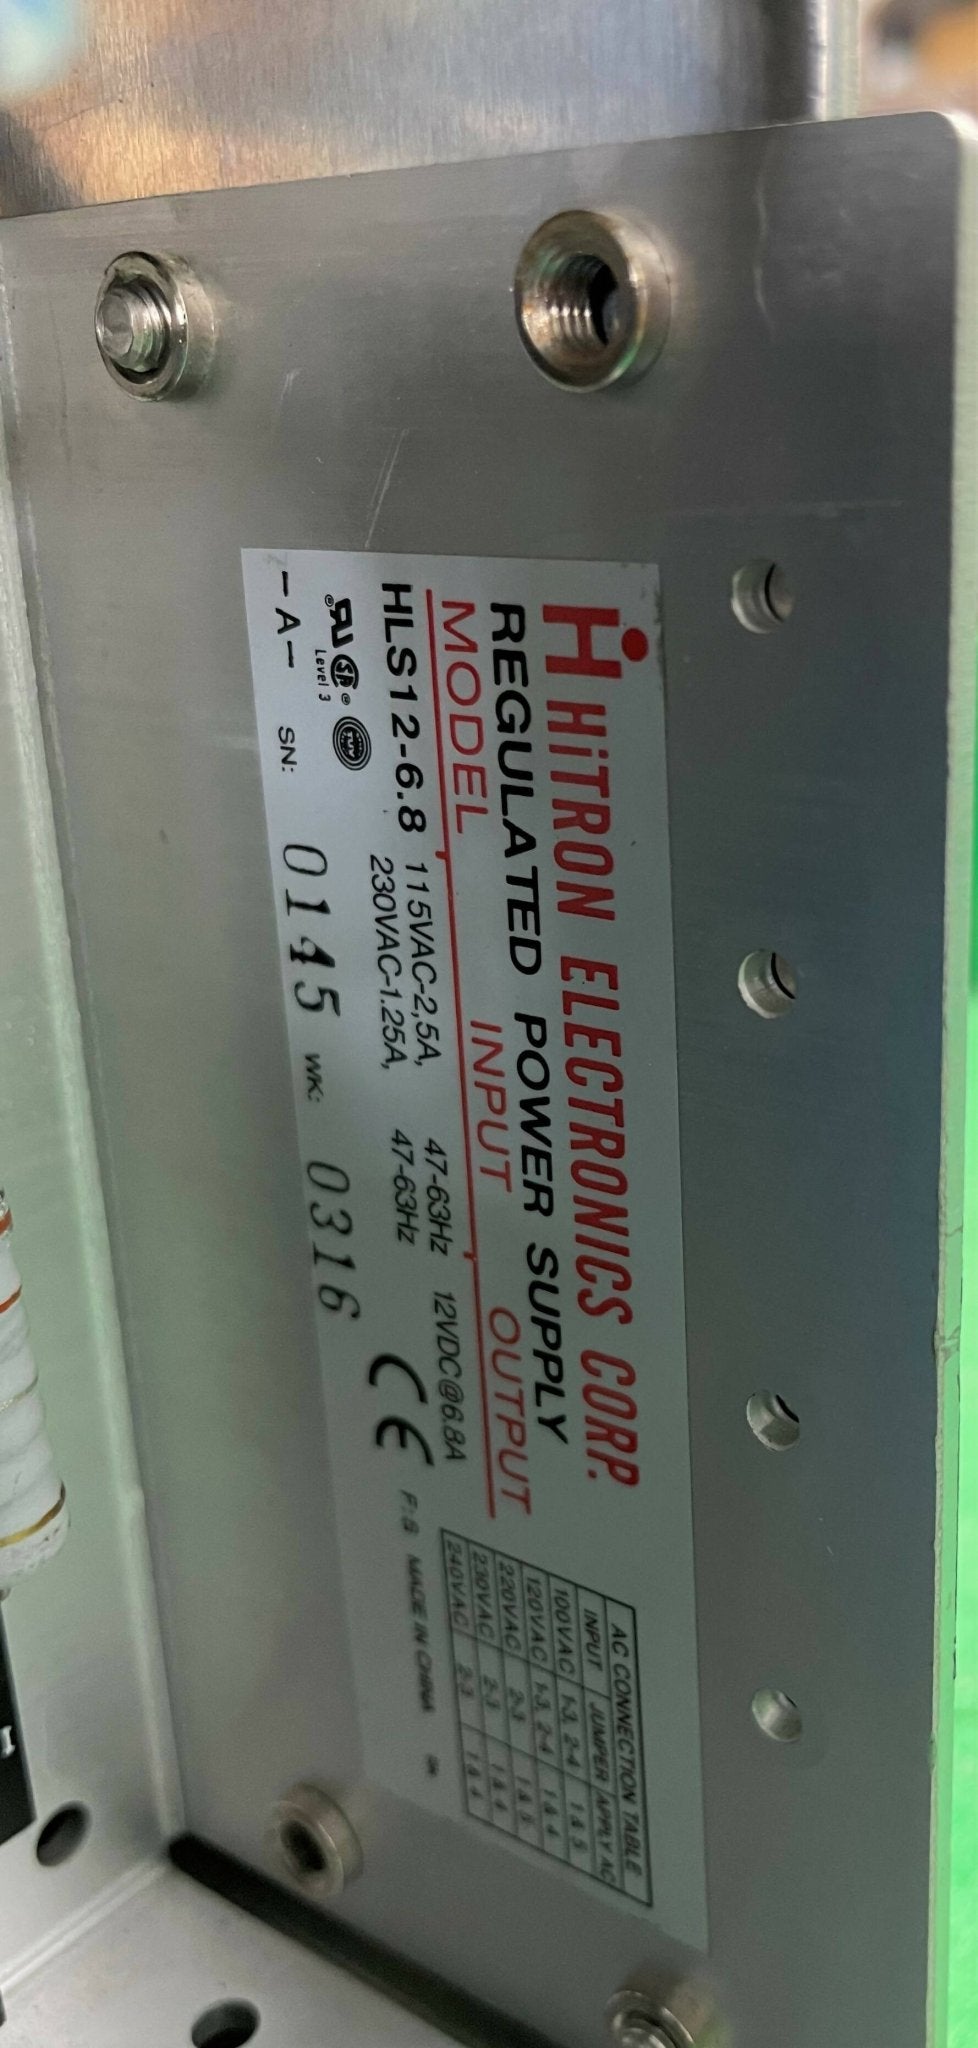 HiTRON ELECTRONICS CORP.
REGULATED POWER SUPPLY
MODEL INPUT OUTPUT
HLS12-6.8 115VAC-2,5A, 47-63Hz 12VDC@6.8A
230VAC-1.25A, 47-63Hz
Level 3
CE
-A- SN: 0145 WK: 0316
MADE IN CHINA
AC CONNECTION TABLE
INPUT JUMPER APPLY AC
100VAC 1-3, 2-4 1 & 5
120VAC 1-3, 2-4 1 & 4
220VAC 2-3 1 & 5
230VAC 2-3 1 & 4
240VAC 2-3 1 & 4
1